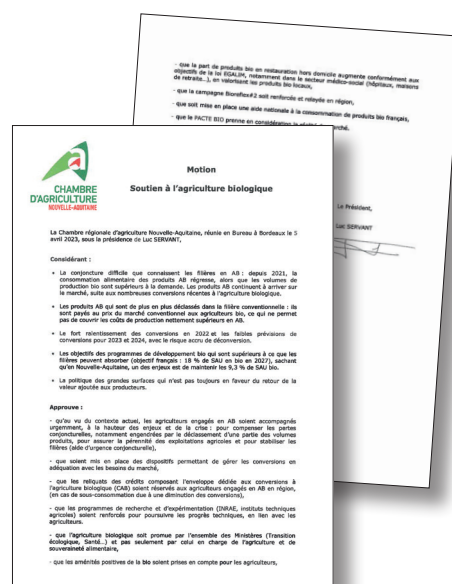 CHAMBRE
D'AGRICULTURE
NOUVELLE-AQUITAINE
Motion
Soutien à l'agriculture biologique
La Chambre régionale d'agriculture Nouvelle-Aquitaine, réunie en Bureau à Bordeaux le 5
avril 2023, sous la présidence de Luc SERVANT,
Considérant :
• La conjoncture difficile que connaissent les filières en AB : depuis 2021, la
consommation alimentaire des produits AB régresse, alors que les volumes de
production bio sont supérieurs à la demande. Les produits AB continuent à arriver sur
le marché, suite aux nombreuses conversions récentes à l'agriculture biologique.
• Les produits AB qui sont de plus en plus déclassés dans la filière conventionnelle : ils
sont payés au prix du marché conventionnel aux agriculteurs bio, ce qui ne permet
pas de couvrir les coûts de production nettement supérieurs en AB.
• Le fort ralentissement des conversions en 2022 et les faibles prévisions de
conversions pour 2023 et 2024, avec le risque accru de déconversion.
• Les objectifs des programmes de développement bio qui sont supérieurs à ce que les
filières peuvent absorber (objectif français : 18 % de SAU en bio en 2027), sachant
qu'en Nouvelle-Aquitaine, un des enjeux est de maintenir les 9,3 % de SAU bio.
• La politique des grandes surfaces qui n'est pas toujours en faveur du retour de la
valeur ajoutée aux producteurs.
Approuve :
- qu'au vu du contexte actuel, les agriculteurs engagés en AB soient accompagnés
urgemment, à la hauteur des enjeux et de la crise : pour compenser les pertes
conjoncturelles, notamment engendrées par le déclassement d'une partie des volumes
produits, pour assurer la pérennité des exploitations agricoles et pour stabiliser les
filières (aide d'urgence conjoncturelle),
- que soient mis en place des dispositifs permettant de gérer les conversions en
adéquation avec les besoins du marché,
- que les reliquats des crédits composant l'enveloppe dédiée aux conversions à
l'agriculture biologique (CAB) soient réservés aux agriculteurs engagés en AB en région,
(en cas de sous-consommation due à une diminution des conversions),
- que les programmes de recherche et d'expérimentation (INRAE, instituts techniques
agricoles) soient renforcés pour poursuivre les progrès techniques, en lien avec les
agriculteurs.
- que l'agriculture biologique soit promue par l'ensemble des Ministères (Transition
écologique, Santé...) et pas seulement par celui en charge de l'agriculture et de
souveraineté alimentaire,
- que les aménités positives de la bio soient prises en compte pour les agriculteurs,
- que la part de produits bio en restauration hors domicile augmente conformément aux
objectifs de la loi EGALIM, notamment dans le secteur médico-social (hôpitaux, maisons
de retraite...), en valorisant les produits bio locaux,
- que la campagne Bioreflex#2 soit renforcée et relayée en région,
- que soit mise en place une aide nationale à la consommation de produits bio français,
- que le PACTE BIO prenne en considération la réalité du marché.
Le Président,
Luc SERVANT